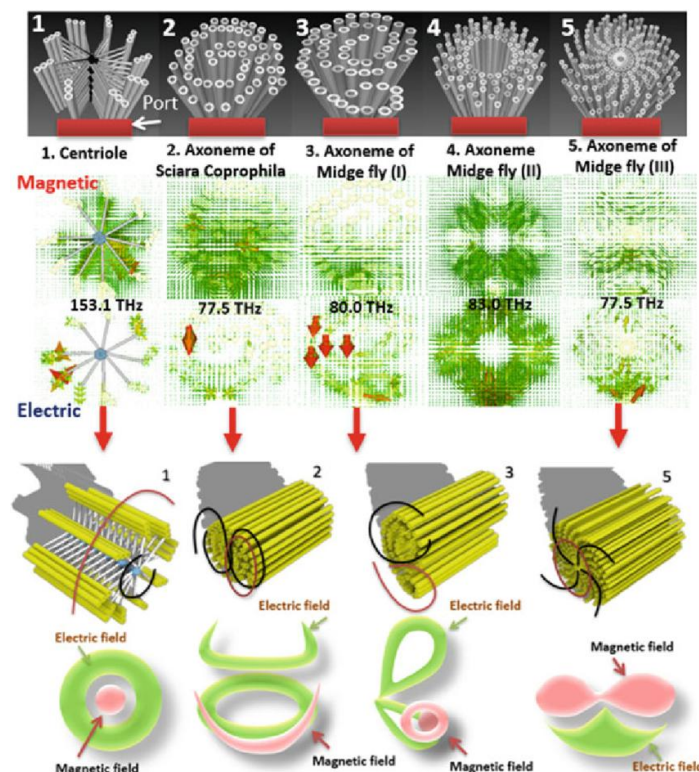 1 2 3 4 5
Port
1. Centriole
2. Axoneme of
Sciara Coprophila
3. Axoneme of
Midge fly (I)
4. Axoneme
Midge fly (II)
5. Axoneme of
Midge fly (III)
Magnetic
153.1 THz
77.5 THz
80.0 THz
83.0 THz
77.5 THz
Electric
1
2
3
5
Electric field
Magnetic field
Electric field
Magnetic field
Electric field
Magnetic field
Magnetic field
Electric field